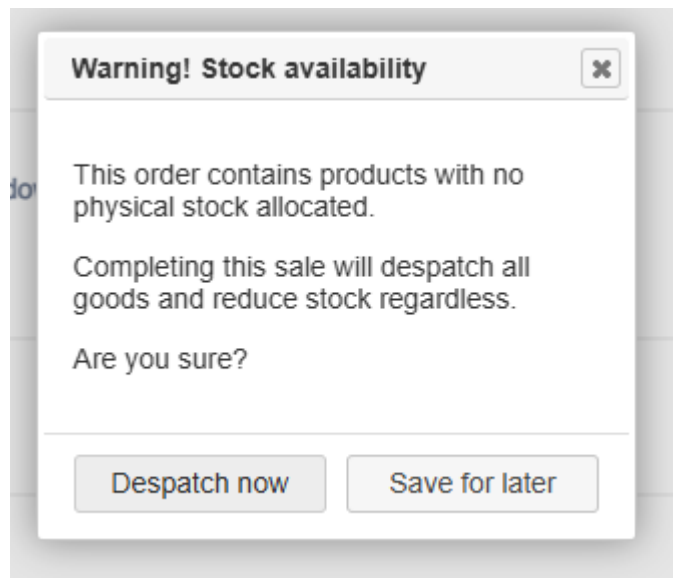 Warning! Stock availability
This order contains products with no
physical stock allocated.
Completing this sale will despatch all
goods and reduce stock regardless.
Are you sure?
Despatch now
Save for later